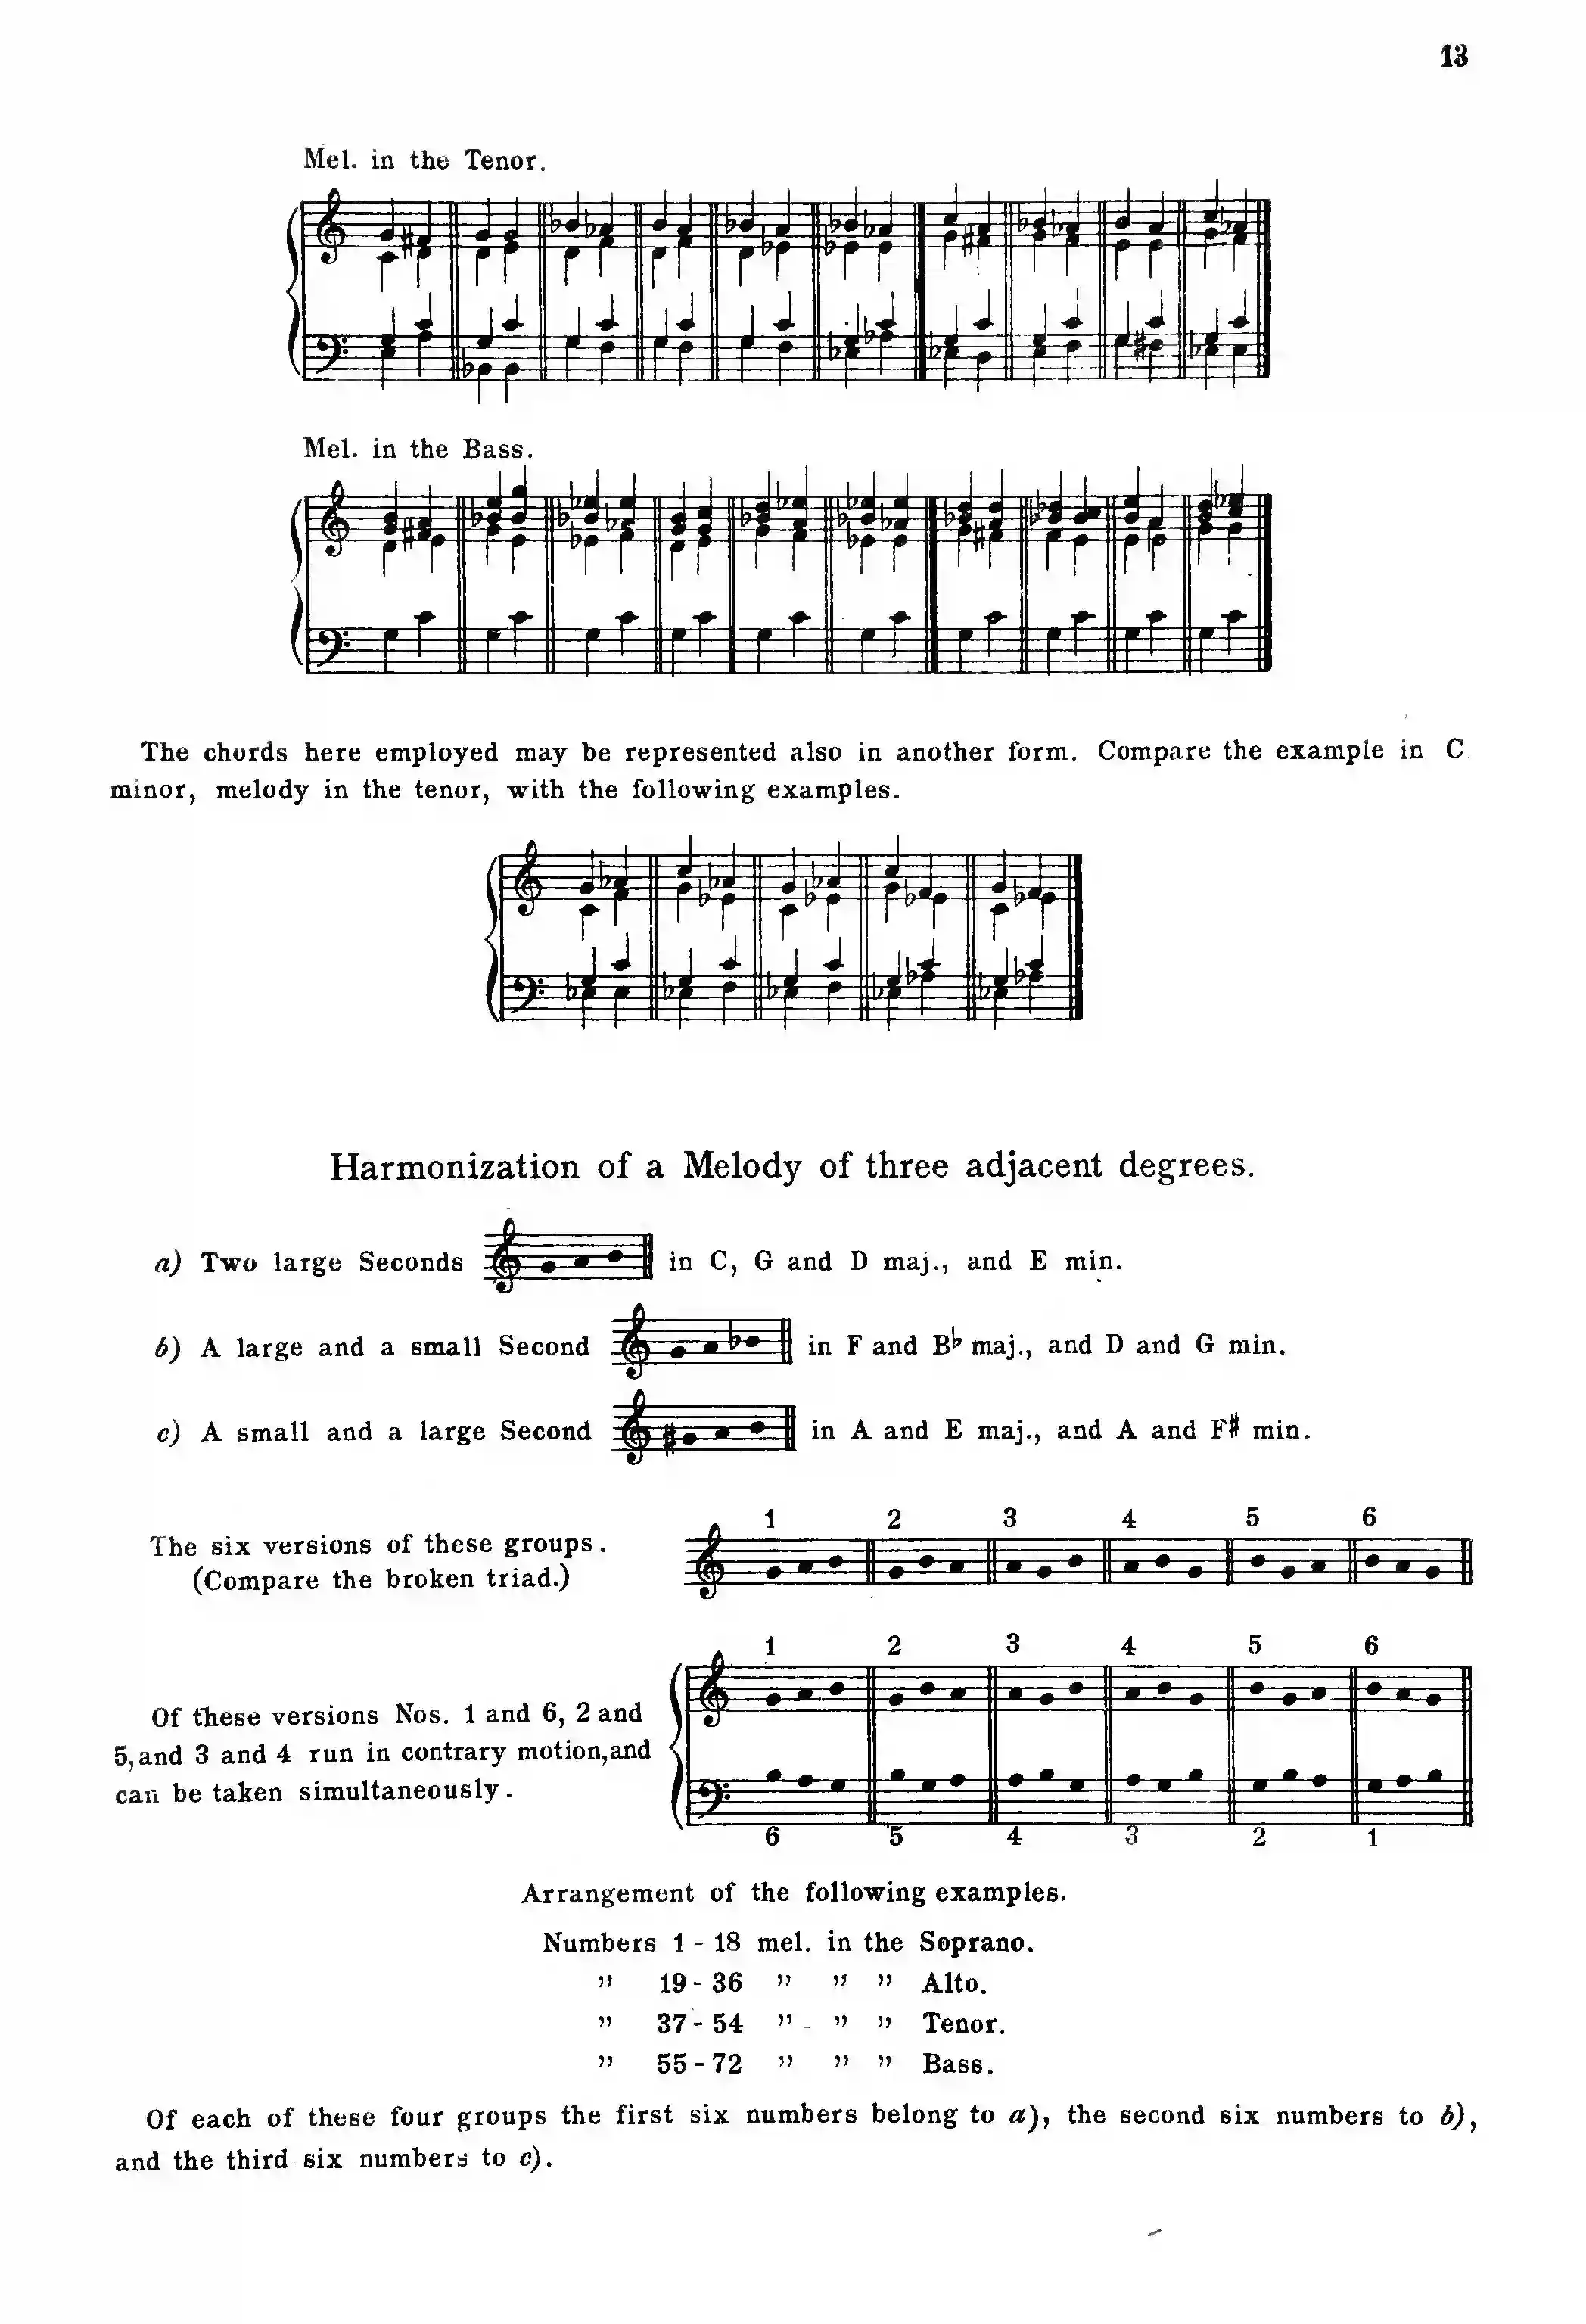 13
Mel. in the Tenor.
Mel. in the Bass.
The chords here employed may be represented also in another form. Compare the example in C
minor, melody in the tenor, with the following examples.
Harmonization of a Melody of three adjacent degrees.
a) Two large Seconds in C, G and D maj., and E min.
b) A large and a small Second in F and B♭ maj., and D and G min.
c) A small and a large Second in A and E maj., and A and F# min.
1 2 3 4 5 6
The six versions of these groups.
(Compare the broken triad.)
1 2 3 4 5 6
Of these versions Nos. 1 and 6, 2 and
5, and 3 and 4 run in contrary motion, and
can be taken simultaneously.
6 5 4 3 2 1
Arrangement of the following examples.
Numbers 1 - 18 mel. in the Soprano.
” 19 - 36 ” ” ” Alto.
” 37 - 54 ” ” ” Tenor.
” 55 - 72 ” ” ” Bass.
Of each of these four groups the first six numbers belong to a), the second six numbers to b),
and the third six numbers to c).